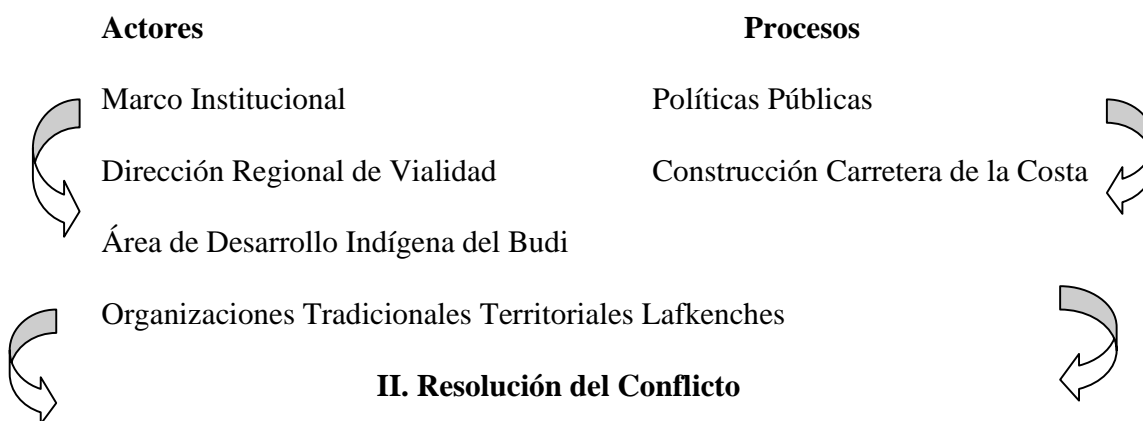 Actores Procesos
Marco Institucional Políticas Públicas
Dirección Regional de Vialidad Construcción Carretera de la Costa
Área de Desarrollo Indígena del Budi
Organizaciones Tradicionales Territoriales Lafkenches
II. Resolución del Conflicto